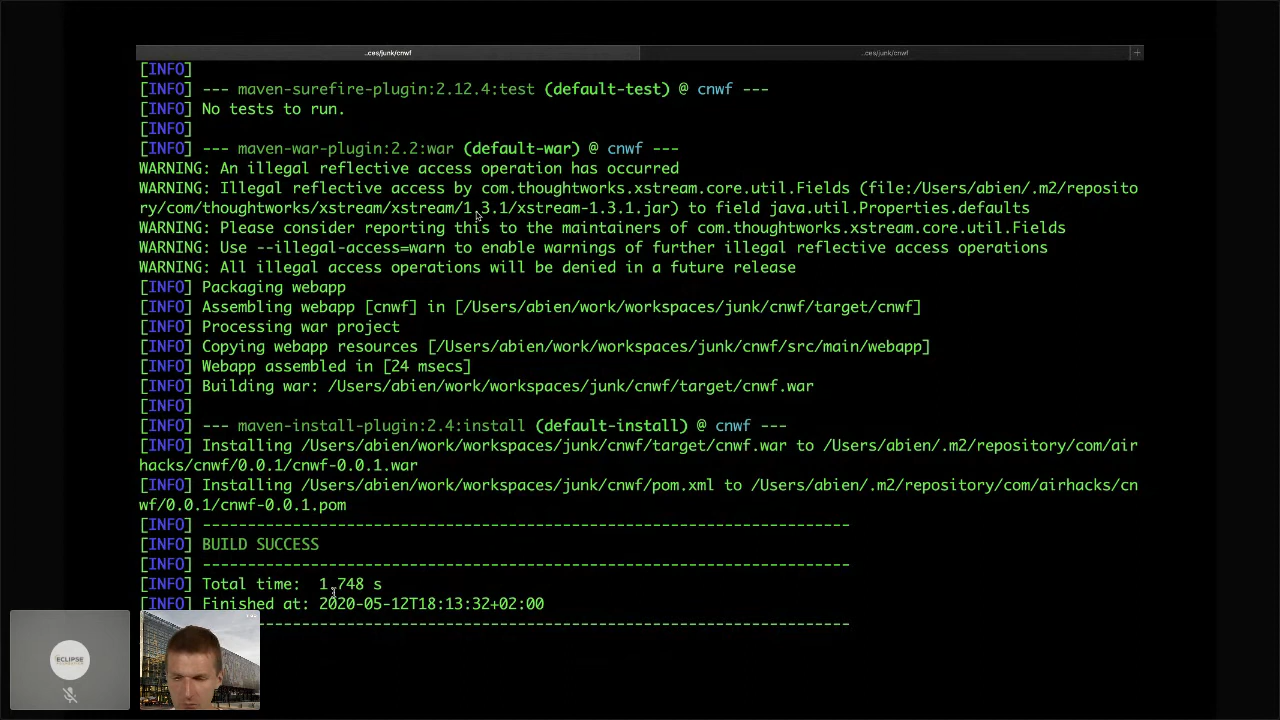 ..ces/junk/cnwf ..ces/junk/cnwf +
[INFO]
[INFO] --- maven-surefire-plugin:2.12.4:test (default-test) @ cnwf ---
[INFO] No tests to run.
[INFO]
[INFO] --- maven-war-plugin:2.2:war (default-war) @ cnwf ---
WARNING: An illegal reflective access operation has occurred
WARNING: Illegal reflective access by com.thoughtworks.xstream.core.util.Fields (file:/Users/abien/.m2/reposito
ry/com/thoughtworks/xstream/xstream/1.3.1/xstream-1.3.1.jar) to field java.util.Properties.defaults
WARNING: Please consider reporting this to the maintainers of com.thoughtworks.xstream.core.util.Fields
WARNING: Use --illegal-access=warn to enable warnings of further illegal reflective access operations
WARNING: All illegal access operations will be denied in a future release
[INFO] Packaging webapp
[INFO] Assembling webapp [cnwf] in [/Users/abien/work/workspaces/junk/cnwf/target/cnwf]
[INFO] Processing war project
[INFO] Copying webapp resources [/Users/abien/work/workspaces/junk/cnwf/src/main/webapp]
[INFO] Webapp assembled in [24 msecs]
[INFO] Building war: /Users/abien/work/workspaces/junk/cnwf/target/cnwf.war
[INFO]
[INFO] --- maven-install-plugin:2.4:install (default-install) @ cnwf ---
[INFO] Installing /Users/abien/work/workspaces/junk/cnwf/target/cnwf.war to /Users/abien/.m2/repository/com/air
hacks/cnwf/0.0.1/cnwf-0.0.1.war
[INFO] Installing /Users/abien/work/workspaces/junk/cnwf/pom.xml to /Users/abien/.m2/repository/com/airhacks/cn
wf/0.0.1/cnwf-0.0.1.pom
[INFO] ------------------------------------------------------------------------
[INFO] BUILD SUCCESS
[INFO] ------------------------------------------------------------------------
[INFO] Total time:  1.748 s
[INFO] Finished at: 2020-05-12T18:13:32+02:00
------------------------------------------------------------------------
ECLIPSE